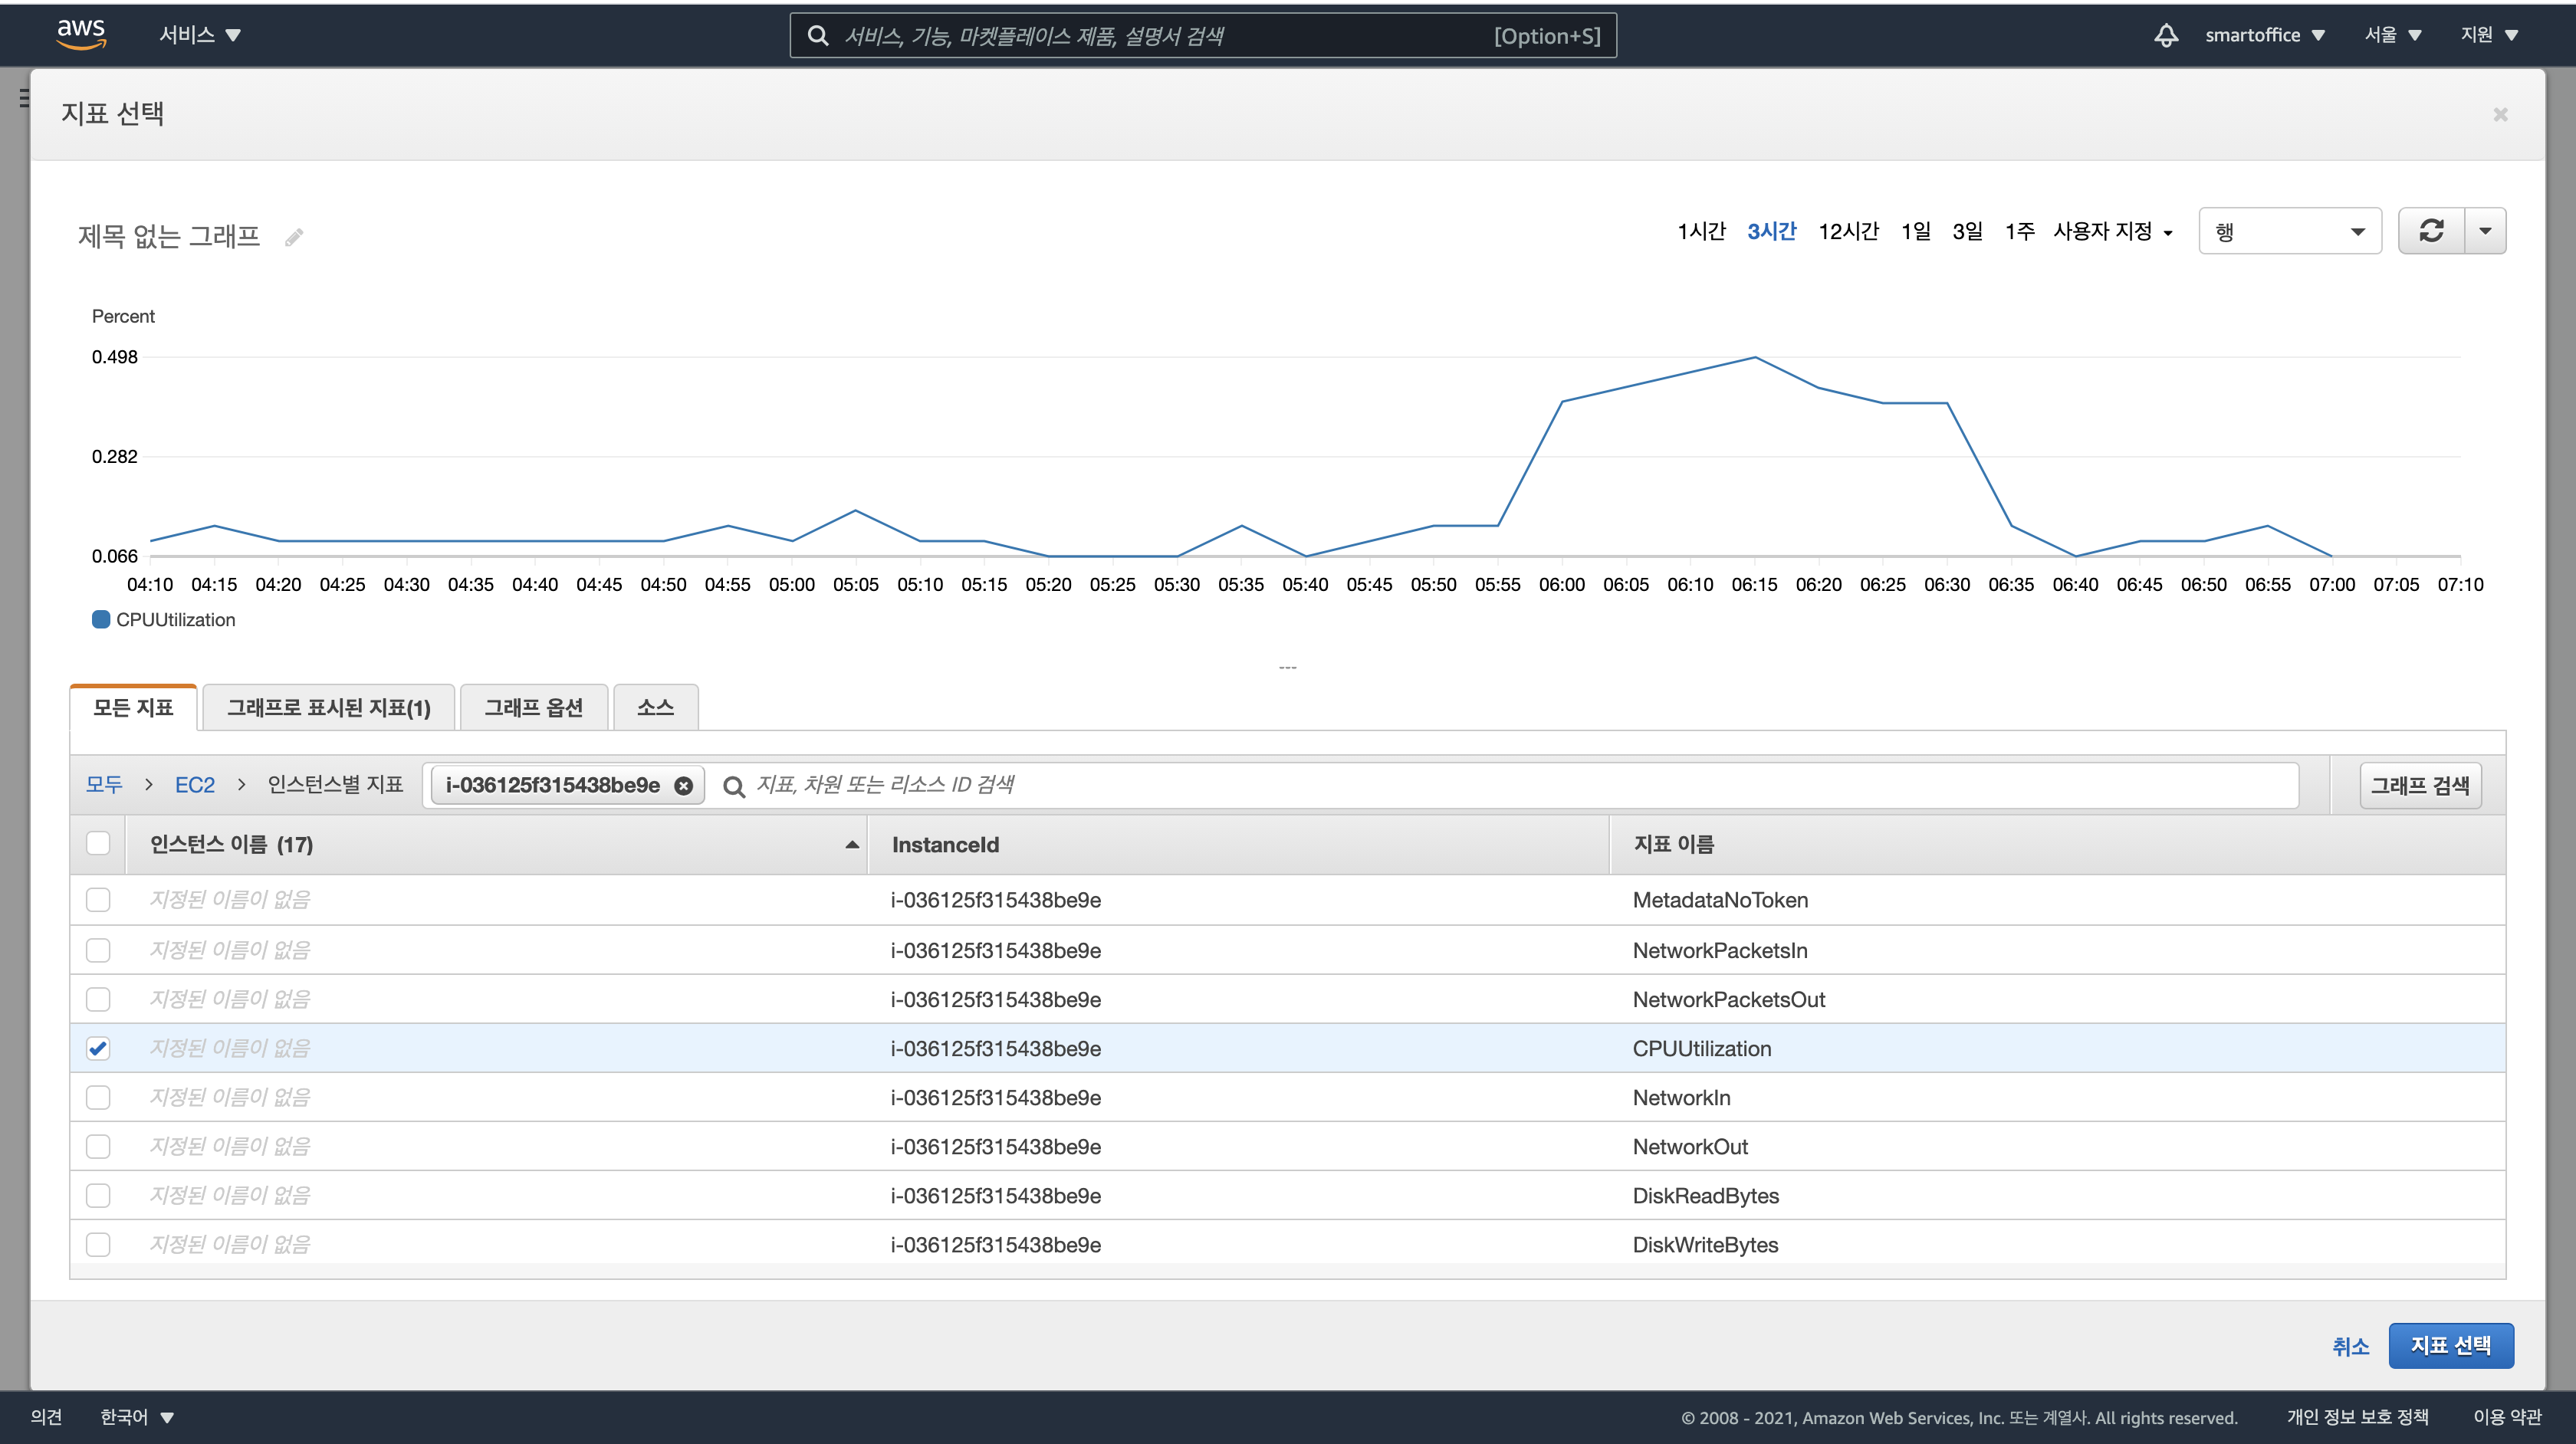 aws 서비스 서비스, 기능, 마켓플레이스 제품, 설명서 검색 [Option+S] smartoffice 서울 지원
지표 선택
제목 없는 그래프 1시간 3시간 12시간 1일 3일 1주 사용자 지정 행
Percent
0.498
0.282
0.066
04:10 04:15 04:20 04:25 04:30 04:35 04:40 04:45 04:50 04:55 05:00 05:05 05:10 05:15 05:20 05:25 05:30 05:35 05:40 05:45 05:50 05:55 06:00 06:05 06:10 06:15 06:20 06:25 06:30 06:35 06:40 06:45 06:50 06:55 07:00 07:05 07:10
CPUUtilization
---
모든 지표 그래프로 표시된 지표(1) 그래프 옵션 소스
모두 > EC2 > 인스턴스별 지표 i-036125f315438be9e 지표, 차원 또는 리소스 ID 검색 그래프 검색
인스턴스 이름 (17) InstanceId 지표 이름
지정된 이름이 없음 i-036125f315438be9e MetadataNoToken
지정된 이름이 없음 i-036125f315438be9e NetworkPacketsIn
지정된 이름이 없음 i-036125f315438be9e NetworkPacketsOut
지정된 이름이 없음 i-036125f315438be9e CPUUtilization
지정된 이름이 없음 i-036125f315438be9e NetworkIn
지정된 이름이 없음 i-036125f315438be9e NetworkOut
지정된 이름이 없음 i-036125f315438be9e DiskReadBytes
지정된 이름이 없음 i-036125f315438be9e DiskWriteBytes
취소 지표 선택
의견 한국어 © 2008 - 2021, Amazon Web Services, Inc. 또는 계열사. All rights reserved. 개인 정보 보호 정책 이용 약관